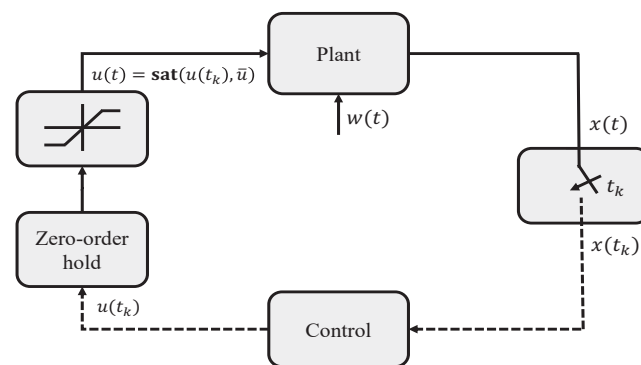 u(t) = sat(u(t_k), ū)
Plant
w(t)
x(t)
t_k
x(t_k)
Zero-order
hold
u(t_k)
Control